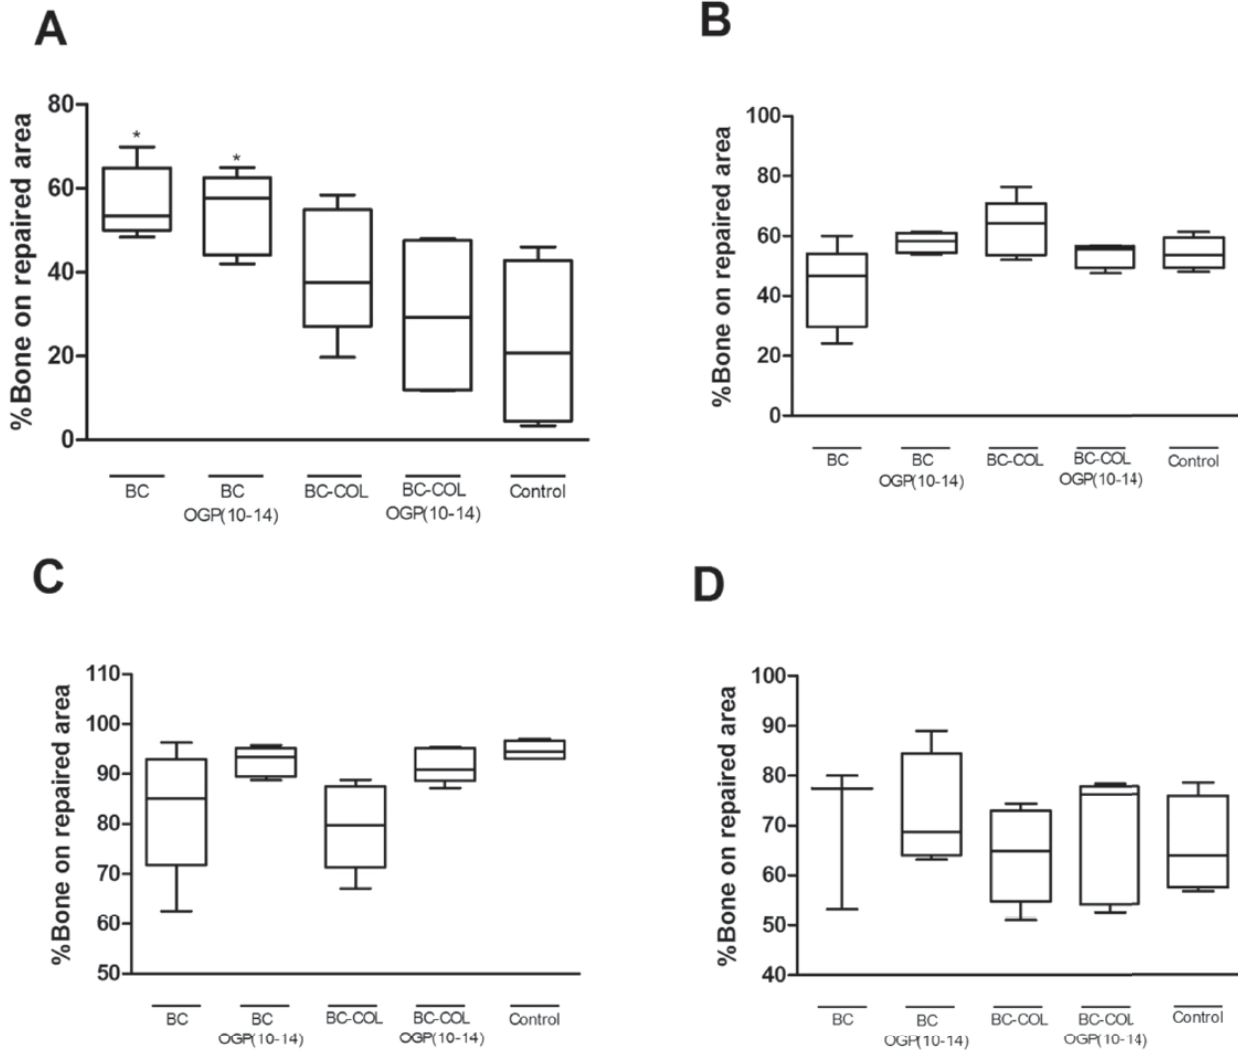 A
%Bone on repaired area
80
60
40
20
0
*
*
BC
BC
OGP(10-14)
BC-COL
BC-COL
OGP(10-14)
Control
B
%Bone on repaired area
100
80
60
40
20
0
BC
BC
OGP(10-14)
BC-COL
BC-COL
OGP(10-14)
Control
C
%Bone on repaired area
110
100
90
80
70
60
50
BC
BC
OGP(10-14)
BC-COL
BC-COL
OGP(10-14)
Control
D
%Bone on repaired area
100
90
80
70
60
50
40
BC
BC
OGP(10-14)
BC-COL
BC-COL
OGP(10-14)
Control